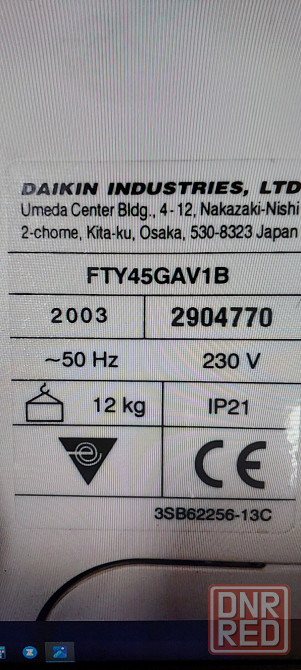 DAIKIN INDUSTRIES, LTD
Umeda Center Bldg., 4-12, Nakazaki-Nishi
2-chome, Kita-ku, Osaka, 530-8323 Japan
FTY45GAV1B
2003 2904770
~50 Hz 230 V
12 kg IP21
e CE
3SB62256-13C
DNR
RED